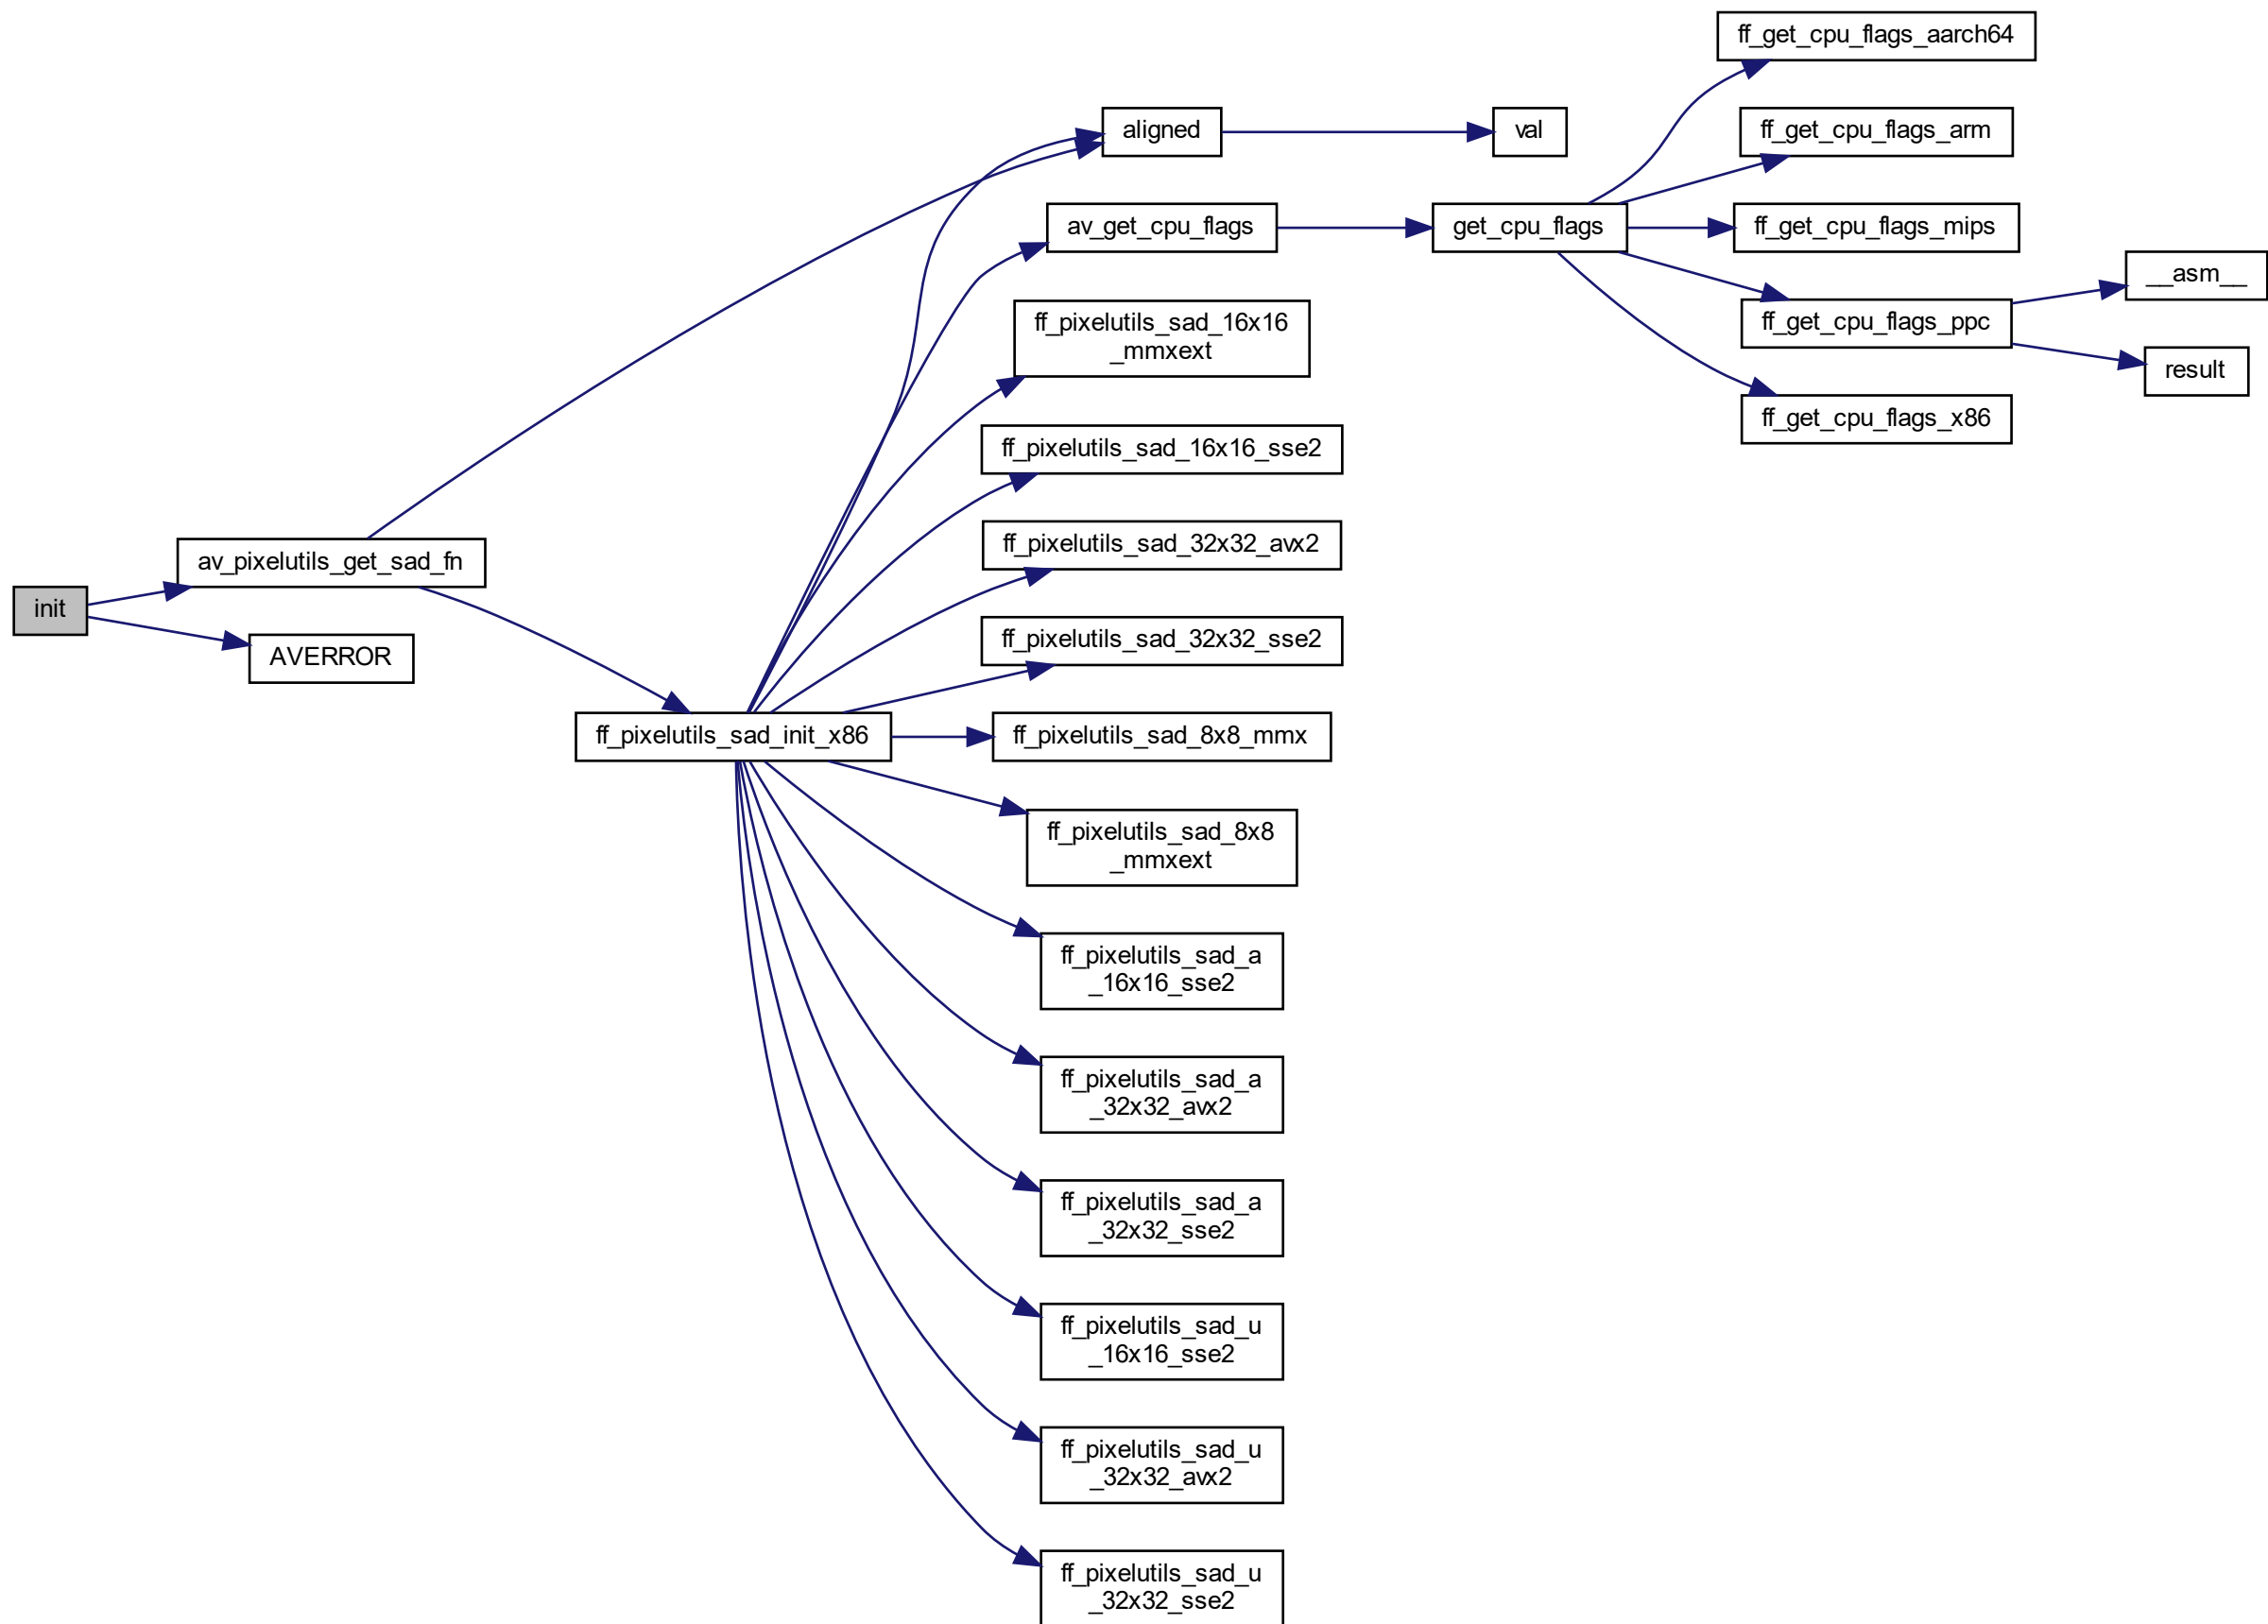 ff_get_cpu_flags_aarch64
aligned
val
ff_get_cpu_flags_arm
av_get_cpu_flags
get_cpu_flags
ff_get_cpu_flags_mips
__asm__
ff_pixelutils_sad_16x16
_mmxext
ff_get_cpu_flags_ppc
result
ff_get_cpu_flags_x86
ff_pixelutils_sad_16x16_sse2
ff_pixelutils_sad_32x32_avx2
av_pixelutils_get_sad_fn
init
ff_pixelutils_sad_32x32_sse2
AVERROR
ff_pixelutils_sad_init_x86
ff_pixelutils_sad_8x8_mmx
ff_pixelutils_sad_8x8
_mmxext
ff_pixelutils_sad_a
_16x16_sse2
ff_pixelutils_sad_a
_32x32_avx2
ff_pixelutils_sad_a
_32x32_sse2
ff_pixelutils_sad_u
_16x16_sse2
ff_pixelutils_sad_u
_32x32_avx2
ff_pixelutils_sad_u
_32x32_sse2